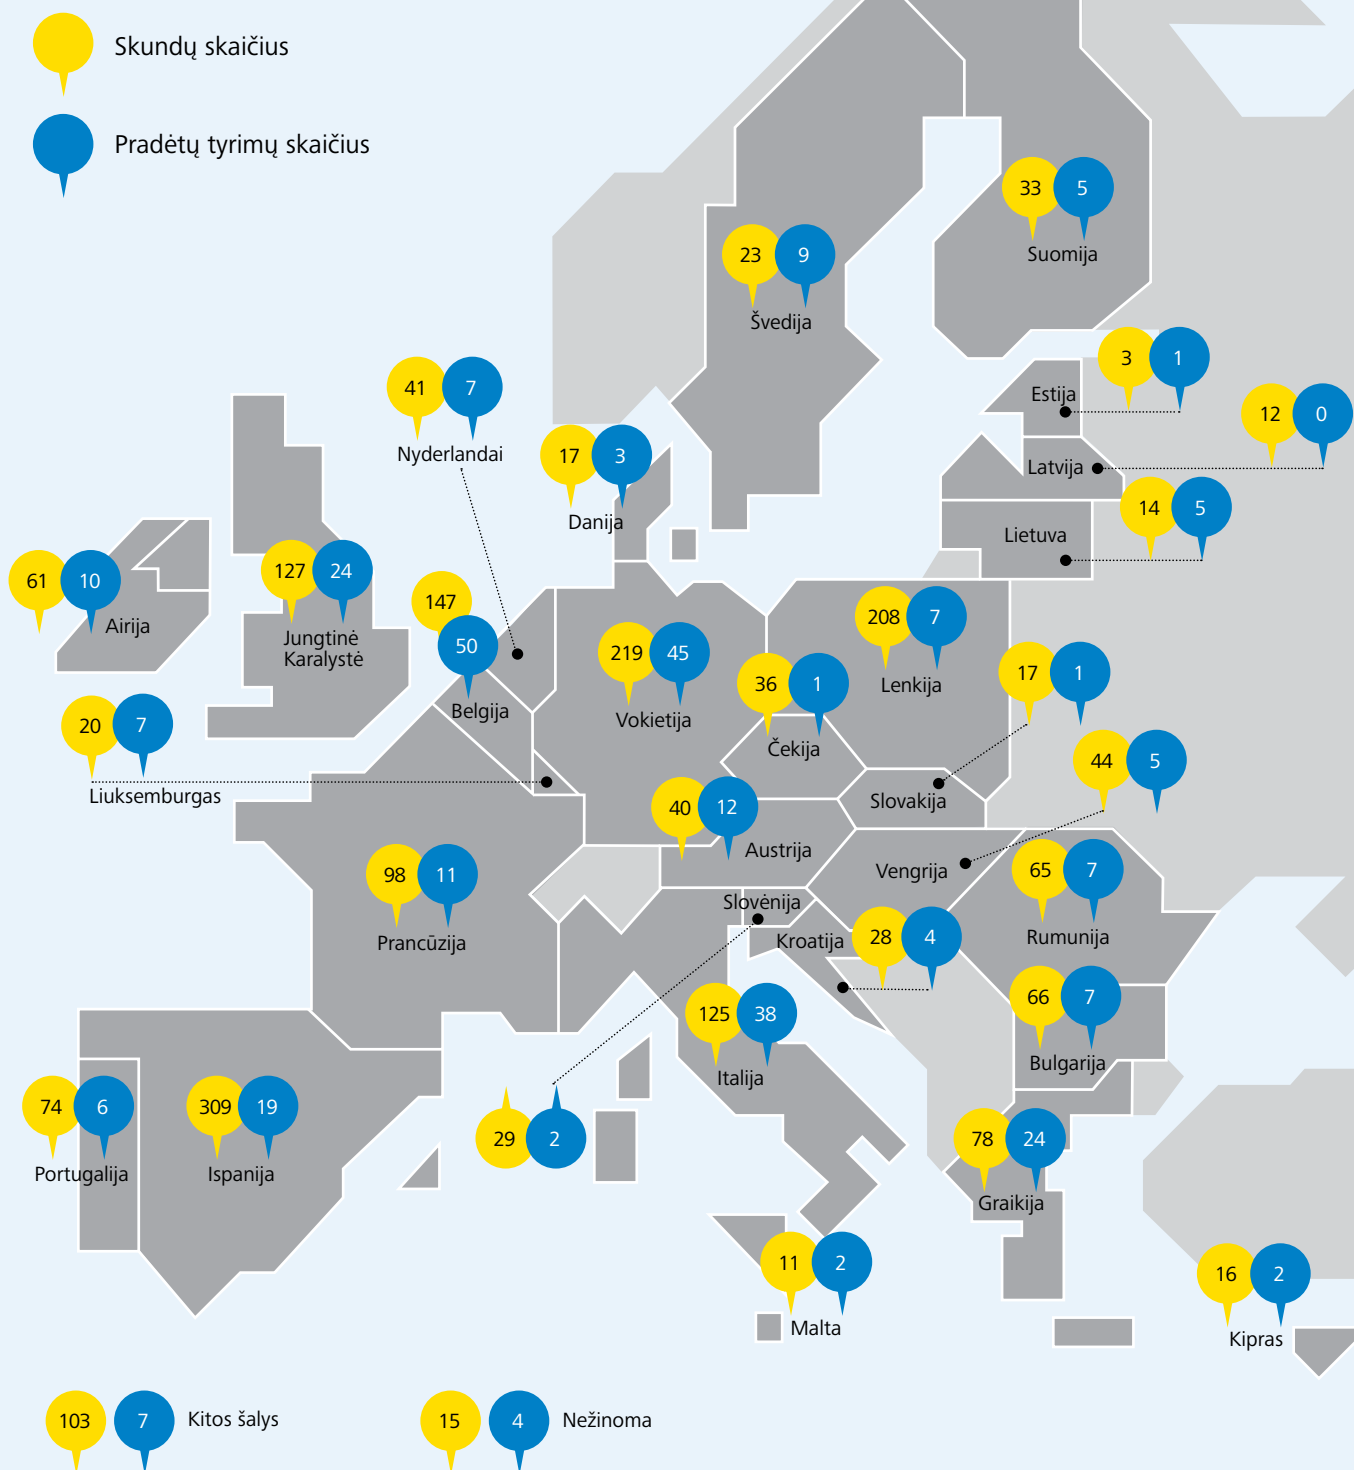 Skundų skaičius
Pradėtų tyrimų skaičius
33 5
Suomija
23 9
Švedija
3 1
Estija
12 0
Latvija
14 5
Lietuva
41 7
Nyderlandai
17 3
Danija
61 10
Airija
127 24
Jungtinė
Karalystė
147
50
Belgija
219 45
Vokietija
208 7
Lenkija
36 1
Čekija
17 1
Slovakija
20 7
Liuksemburgas
44 5
Vengrija
40 12
Austrija
98 11
Prancūzija
65 7
Rumunija
Slovėnija
Kroatija
28 4
125 38
Italija
66 7
Bulgarija
74 6
Portugalija
309 19
Ispanija
29 2
78 24
Graikija
11 2
Malta
16 2
Kipras
103 7 Kitos šalys
15 4 Nežinoma